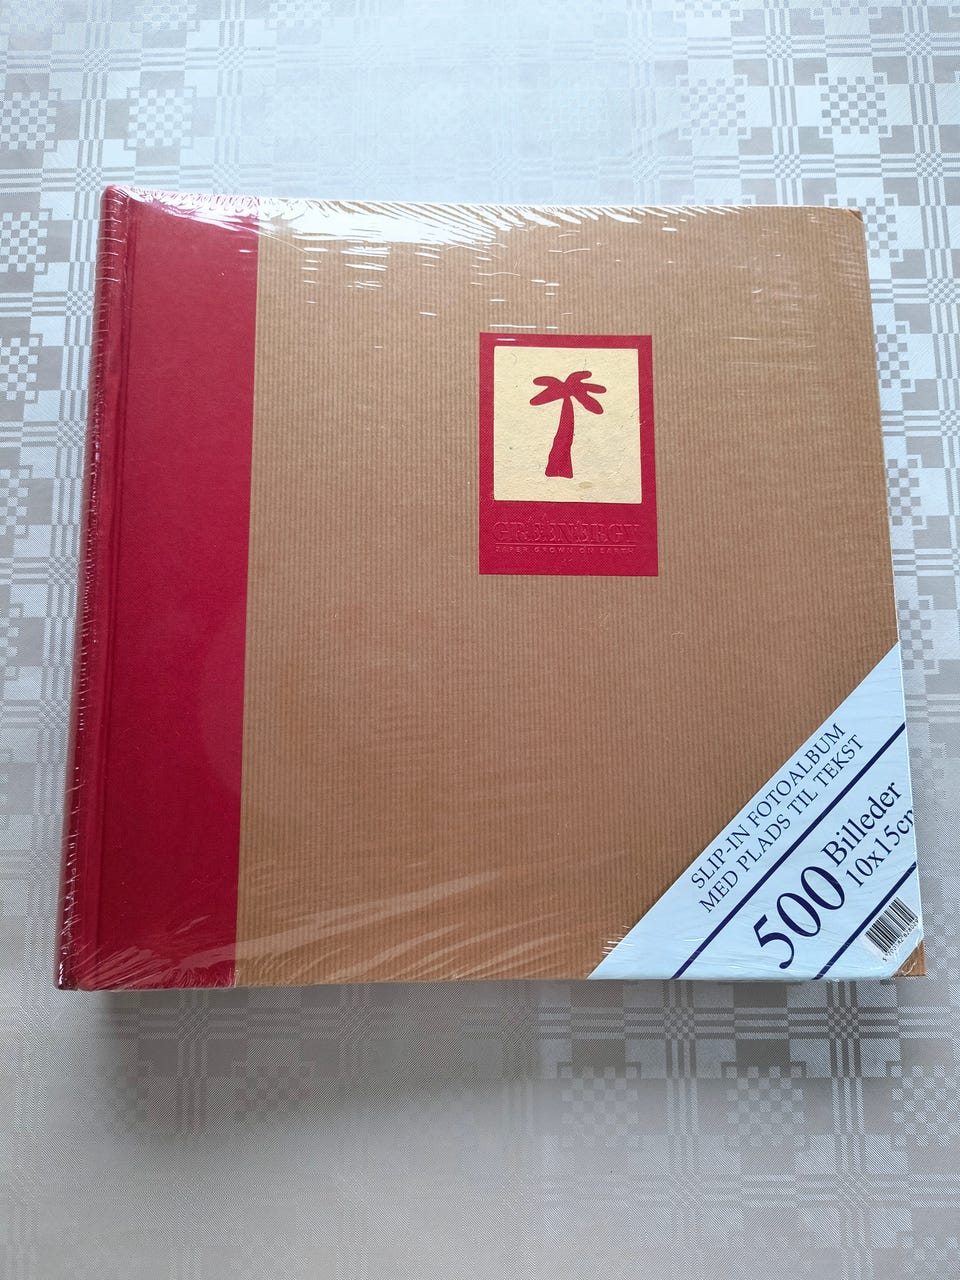 GREENERGY
PAPER GROWN ON EARTH
SLIP-IN FOTOALBUM
MED PLADS TIL TEKST
500 Billeder
10x15cm